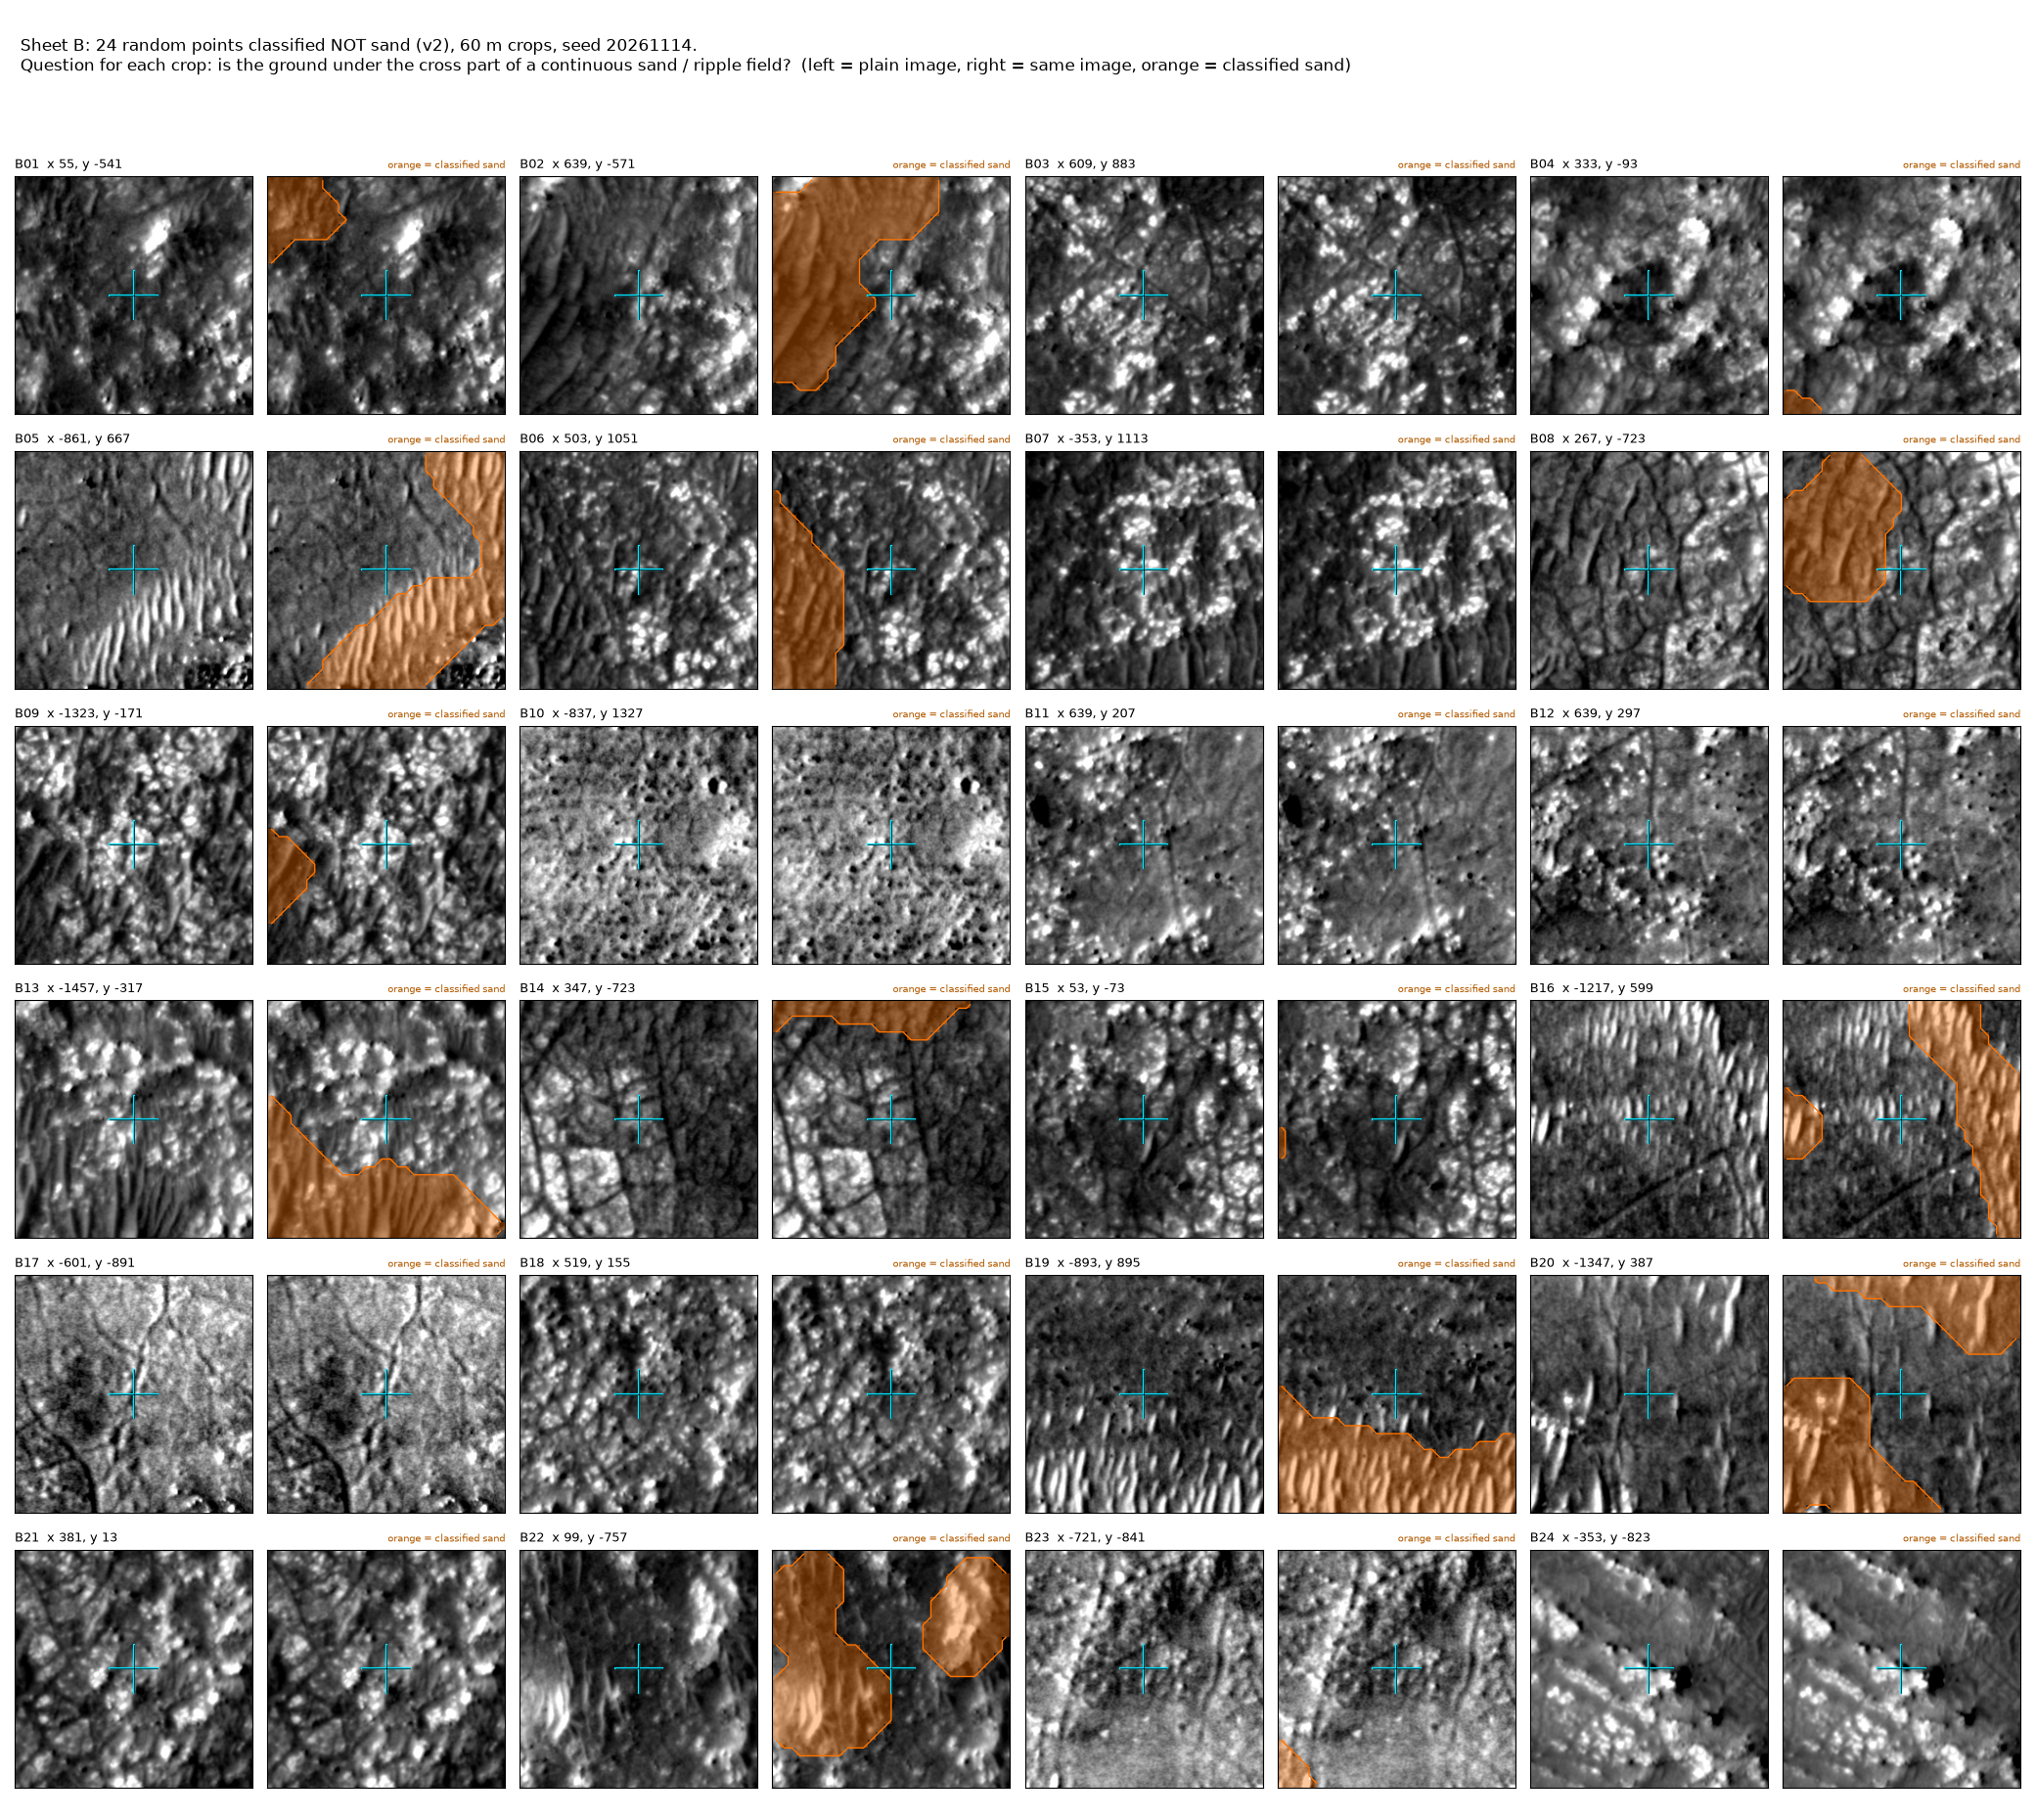 Sheet B: 24 random points classified NOT sand (v2), 60 m crops, seed 20261114.
Question for each crop: is the ground under the cross part of a continuous sand / ripple field?  (left = plain image, right = same image, orange = classified sand)
B01  x 55, y -541
orange = classified sand
B02  x 639, y -571
orange = classified sand
B03  x 609, y 883
orange = classified sand
B04  x 333, y -93
orange = classified sand
B05  x -861, y 667
orange = classified sand
B06  x 503, y 1051
orange = classified sand
B07  x -353, y 1113
orange = classified sand
B08  x 267, y -723
orange = classified sand
B09  x -1323, y -171
orange = classified sand
B10  x -837, y 1327
orange = classified sand
B11  x 639, y 207
orange = classified sand
B12  x 639, y 297
orange = classified sand
B13  x -1457, y -317
orange = classified sand
B14  x 347, y -723
orange = classified sand
B15  x 53, y -73
orange = classified sand
B16  x -1217, y 599
orange = classified sand
B17  x -601, y -891
orange = classified sand
B18  x 519, y 155
orange = classified sand
B19  x -893, y 895
orange = classified sand
B20  x -1347, y 387
orange = classified sand
B21  x 381, y 13
orange = classified sand
B22  x 99, y -757
orange = classified sand
B23  x -721, y -841
orange = classified sand
B24  x -353, y -823
orange = classified sand